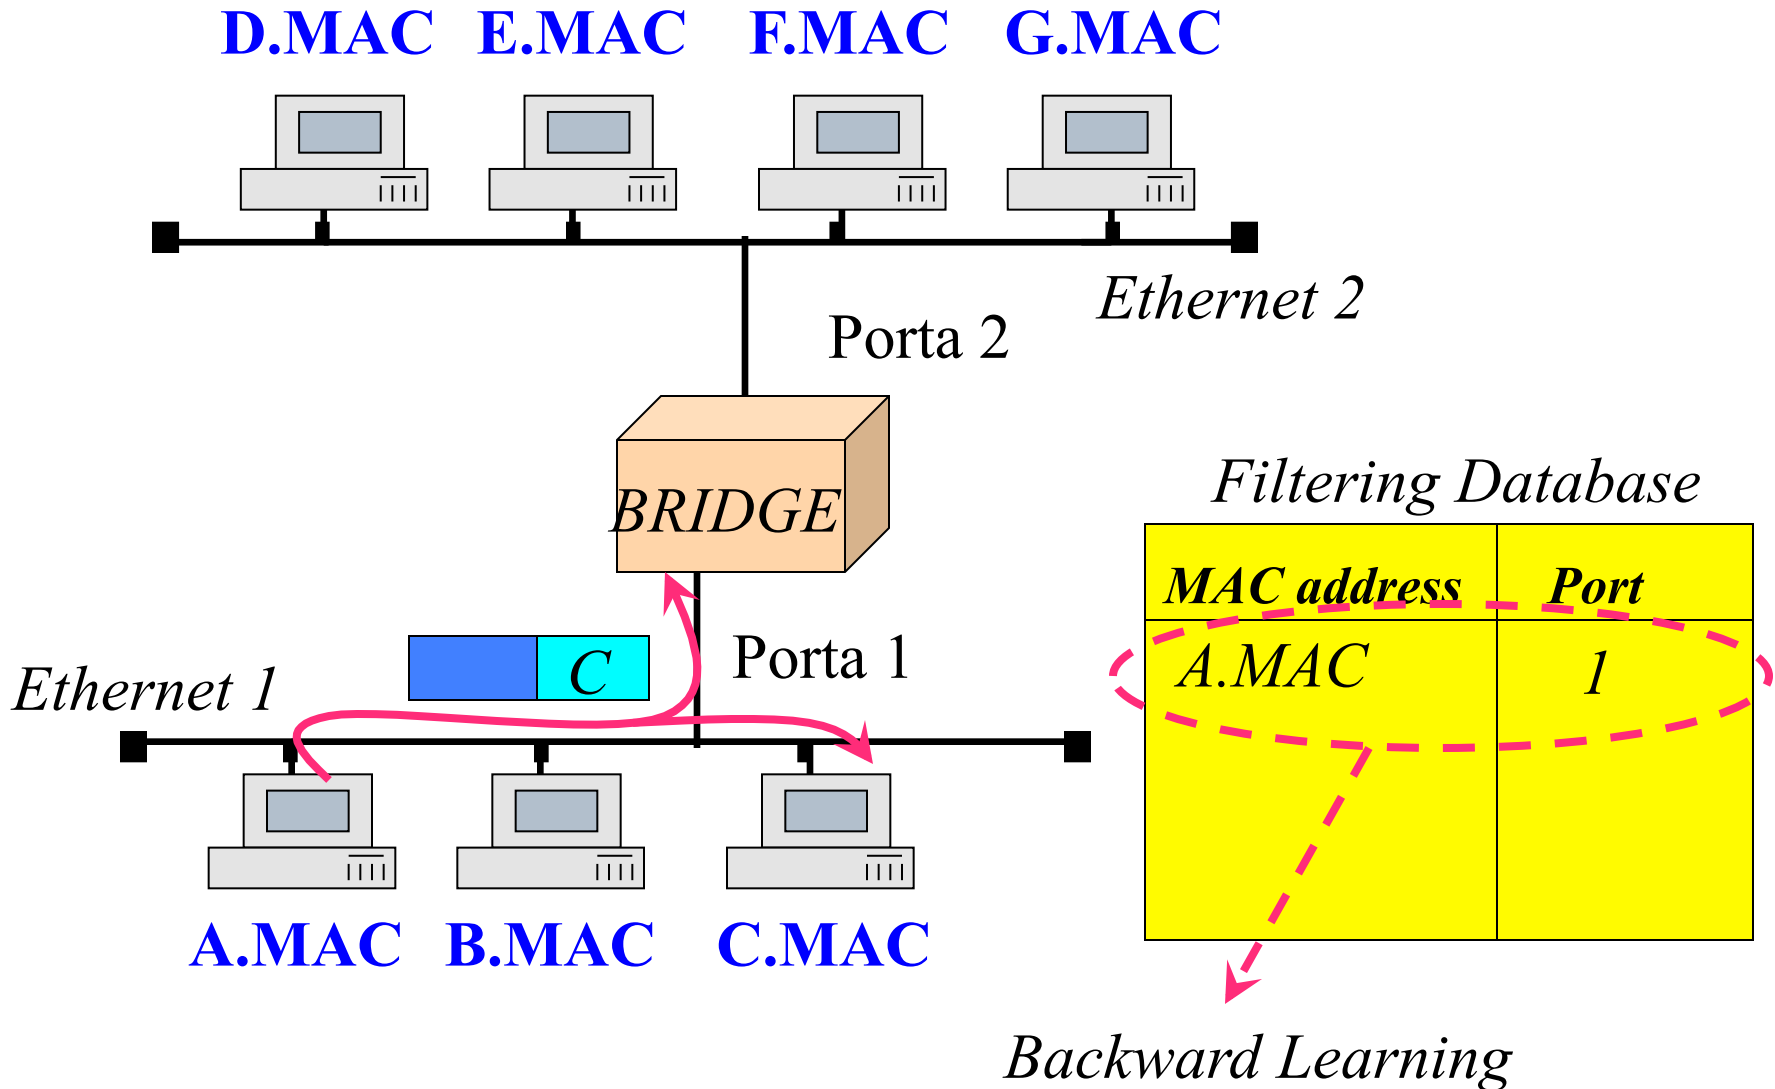 D.MAC E.MAC F.MAC G.MAC
Ethernet 2
Porta 2
BRIDGE
Filtering Database
MAC address Port
A.MAC 1
C
Porta 1
Ethernet 1
A.MAC B.MAC C.MAC
Backward Learning